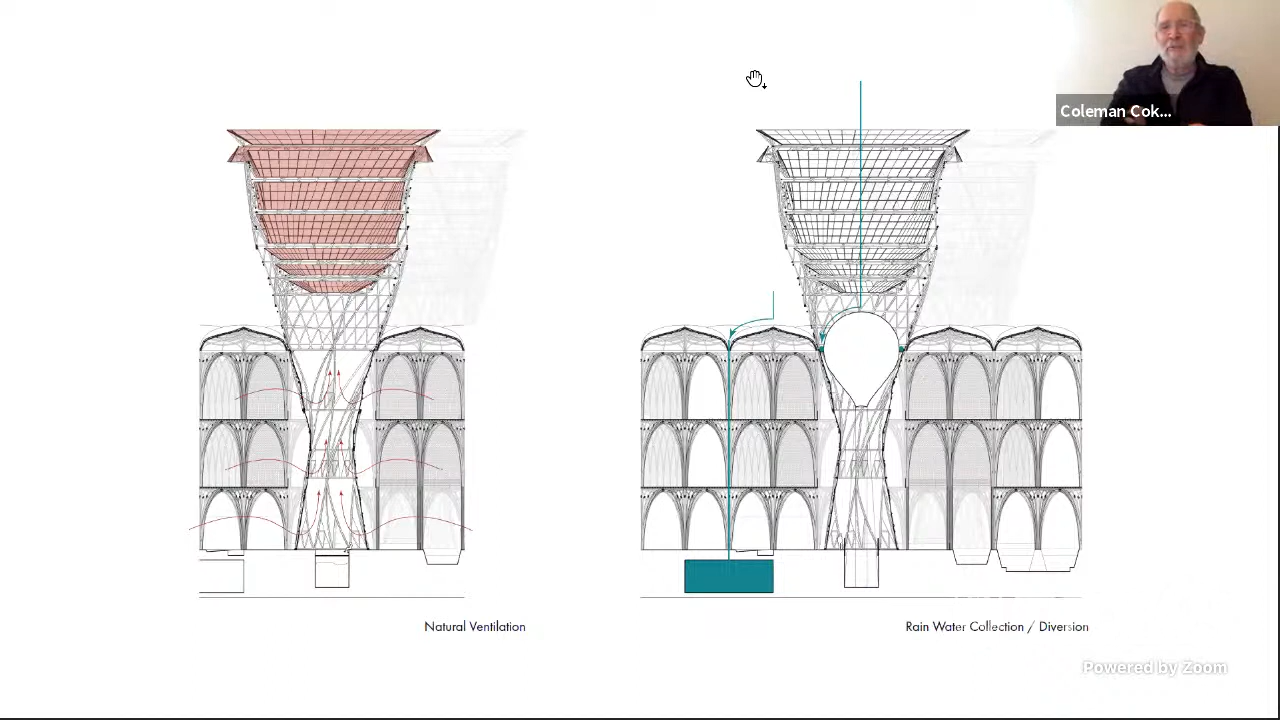 Coleman Cok...
Natural Ventilation
Rain Water Collection / Diversion
Powered by Zoom